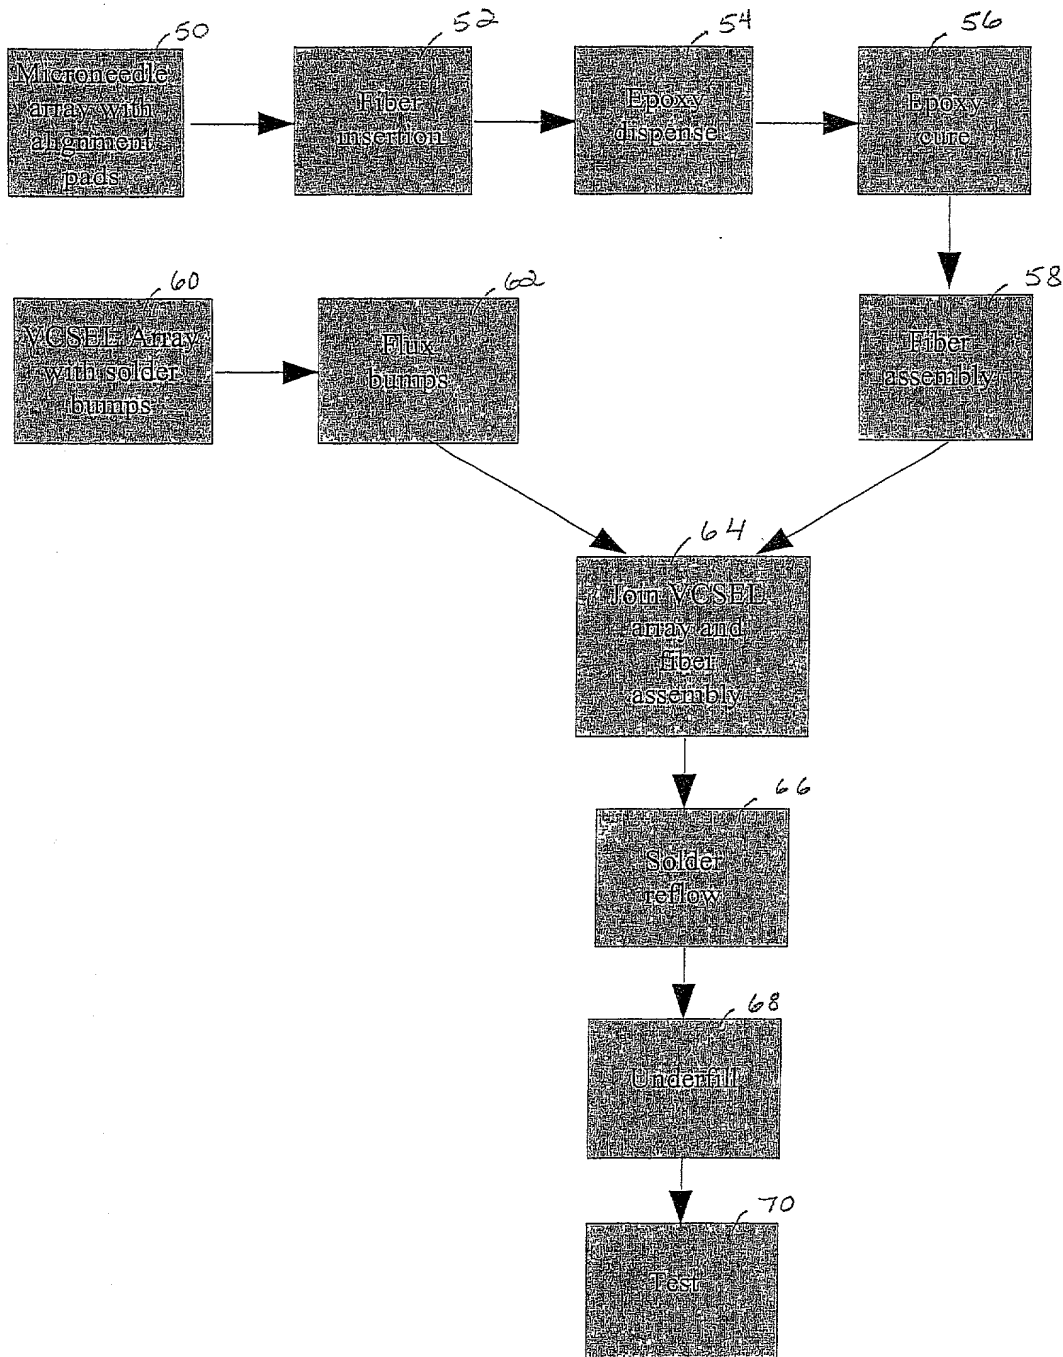 50
Microneedle
array with
alignment
pads
52
Fiber
insertion
54
Epoxy
dispense
56
Epoxy
cure
58
Fiber
assembly
60
VCSEL Array
with solder
bumps
62
Flux
bumps
64
Join VCSEL
array and
fiber
assembly
66
Solder
reflow
68
Underfill
70
Test